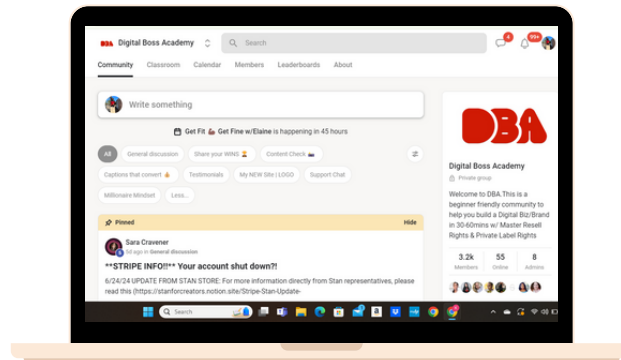 DBA Digital Boss Academy
Search
4
99+
Community Classroom Calendar Members Leaderboards About
Write something
Get Fit Get Fine w/Elaine is happening in 45 hours
All General discussion Share your WINS Content Check
Captions that convert Testimonials My NEW Site | LOGO Support Chat
Millionaire Mindset Less...
Pinned Hide
Sara Cravener
5d ago in General discussion
**STRIPE INFO!!** Your account shut down?!
6/24/24 UPDATE FROM STAN STORE: For more information directly from Stan representatives, please
read this (https://stanforcreators.notion.site/Stripe-Stan-Update-
DBA
Digital Boss Academy
Private group
Welcome to DBA.This is a
beginner friendly community to
help you build a Digital Biz/Brand
in 30-60mins w/ Master Resell
Rights & Private Label Rights
3.2k 55 8
Members Online Admins
Search